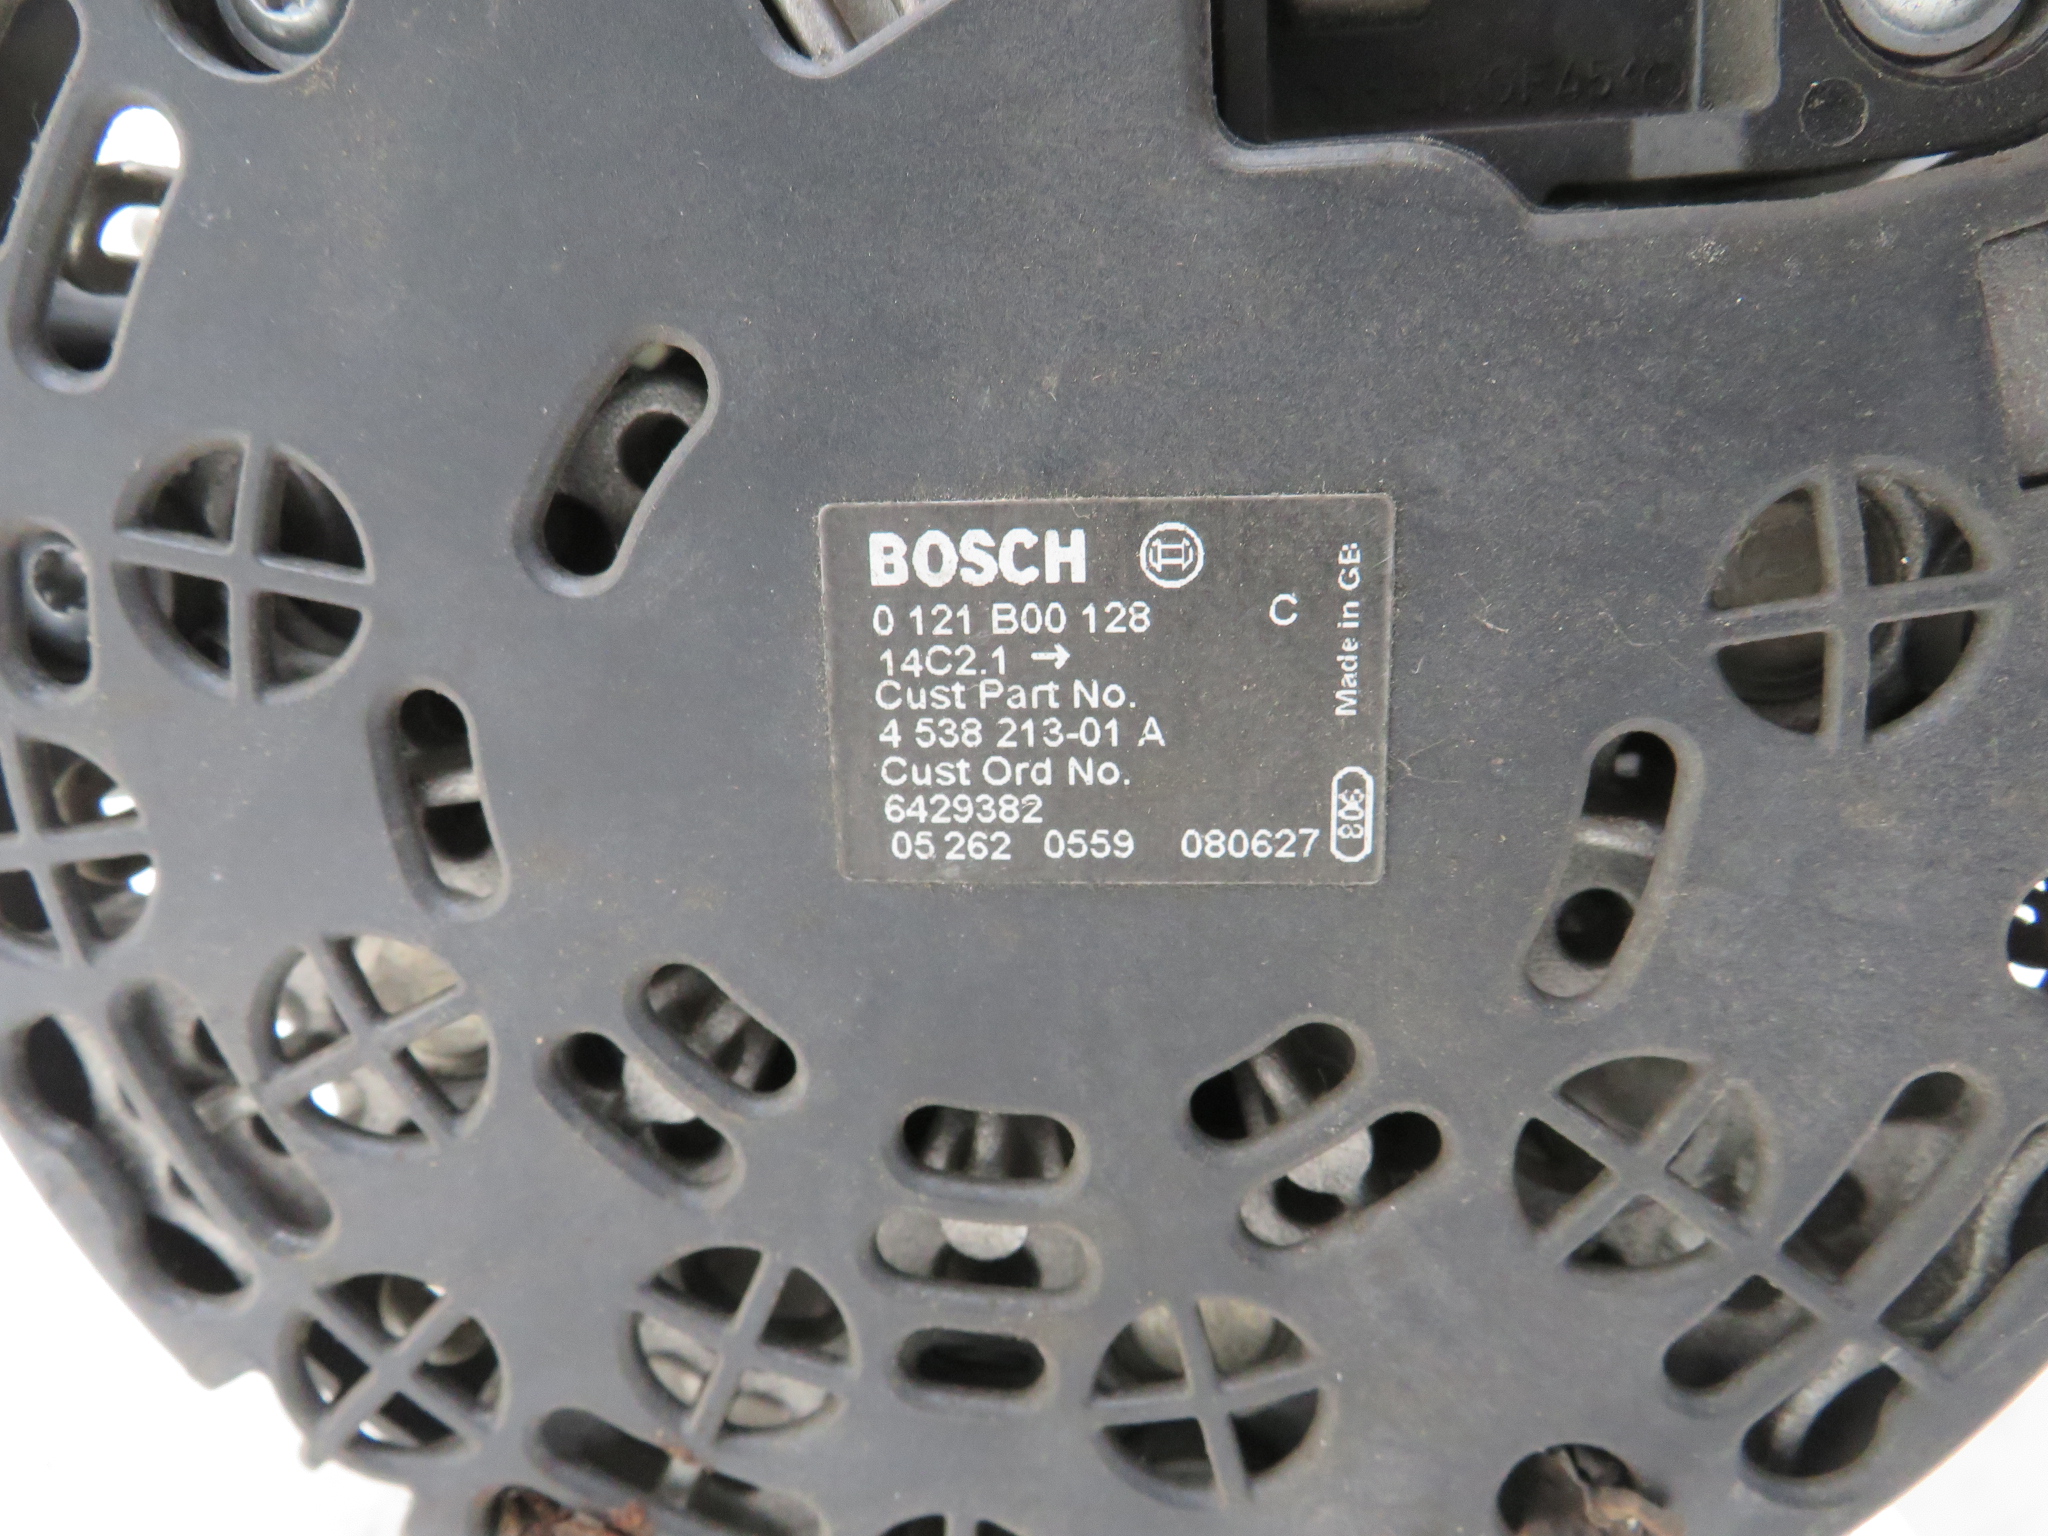 BOSCH
0 121 B00 128 C
14C2.1 →
Cust Part No.
4 538 213-01 A
Cust Ord No.
6429382
05 262 0559 080627
Made in GB
806